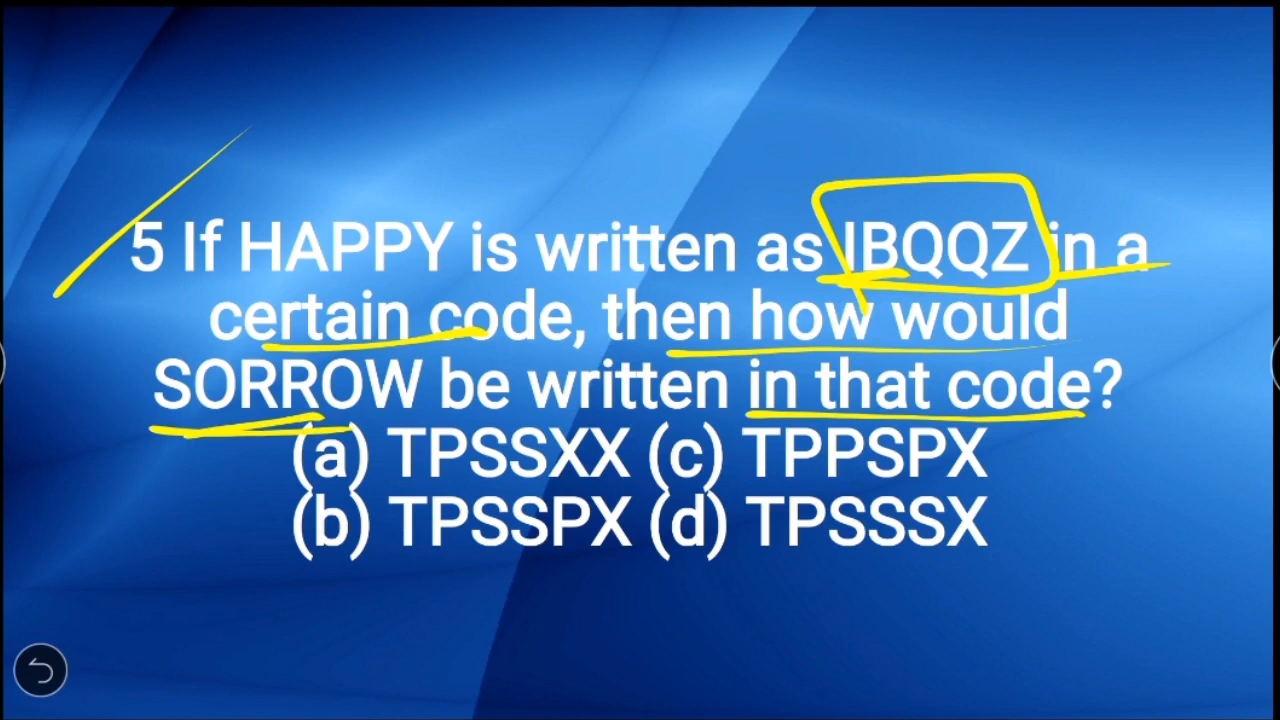 5 If HAPPY is written as IBQQZ in a
certain code, then how would
SORROW be written in that code?
(a) TPSSXX (c) TPPSPX
(b) TPSSPX (d) TPSSSX